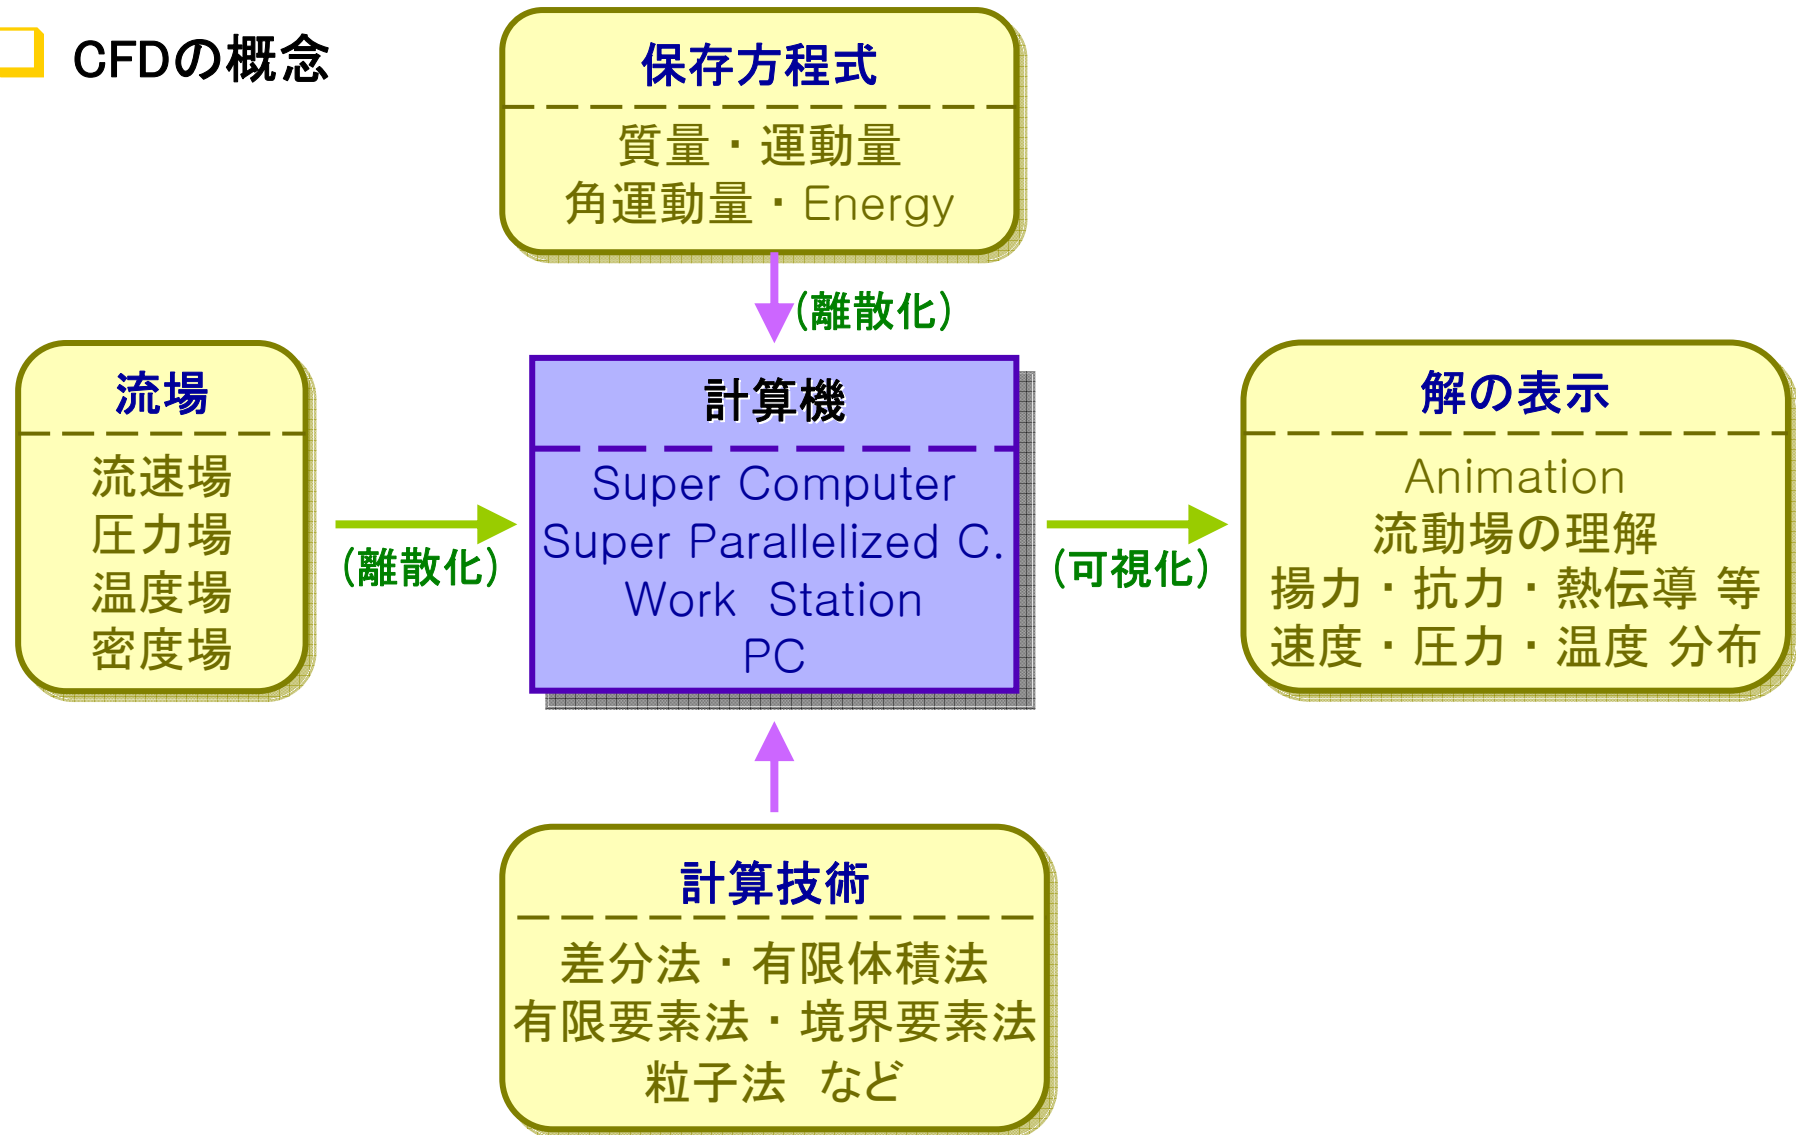 CFDの概念
保存方程式
質量・運動量
角運動量・Energy
(離散化)
流場
流速場
圧力場
温度場
密度場
(離散化)
計算機
Super Computer
Super Parallelized C.
Work Station
PC
(可視化)
解の表示
Animation
流動場の理解
揚力・抗力・熱伝導 等
速度・圧力・温度 分布
計算技術
差分法・有限体積法
有限要素法・境界要素法
粒子法 など